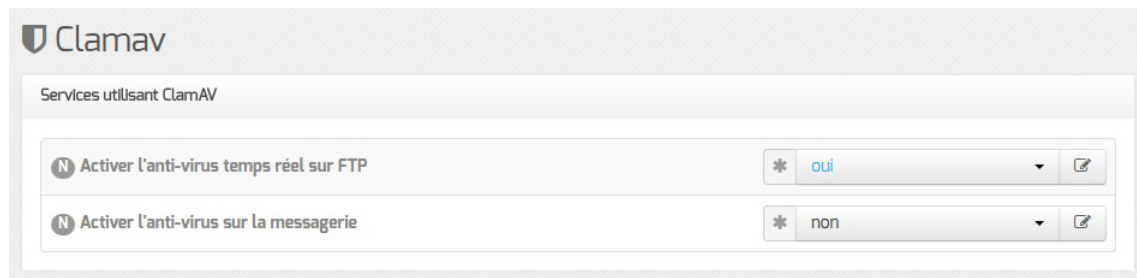 Clamav
Services utilisant ClamAV
N Activer l'anti-virus temps réel sur FTP
* oui
N Activer l'anti-virus sur la messagerie
* non